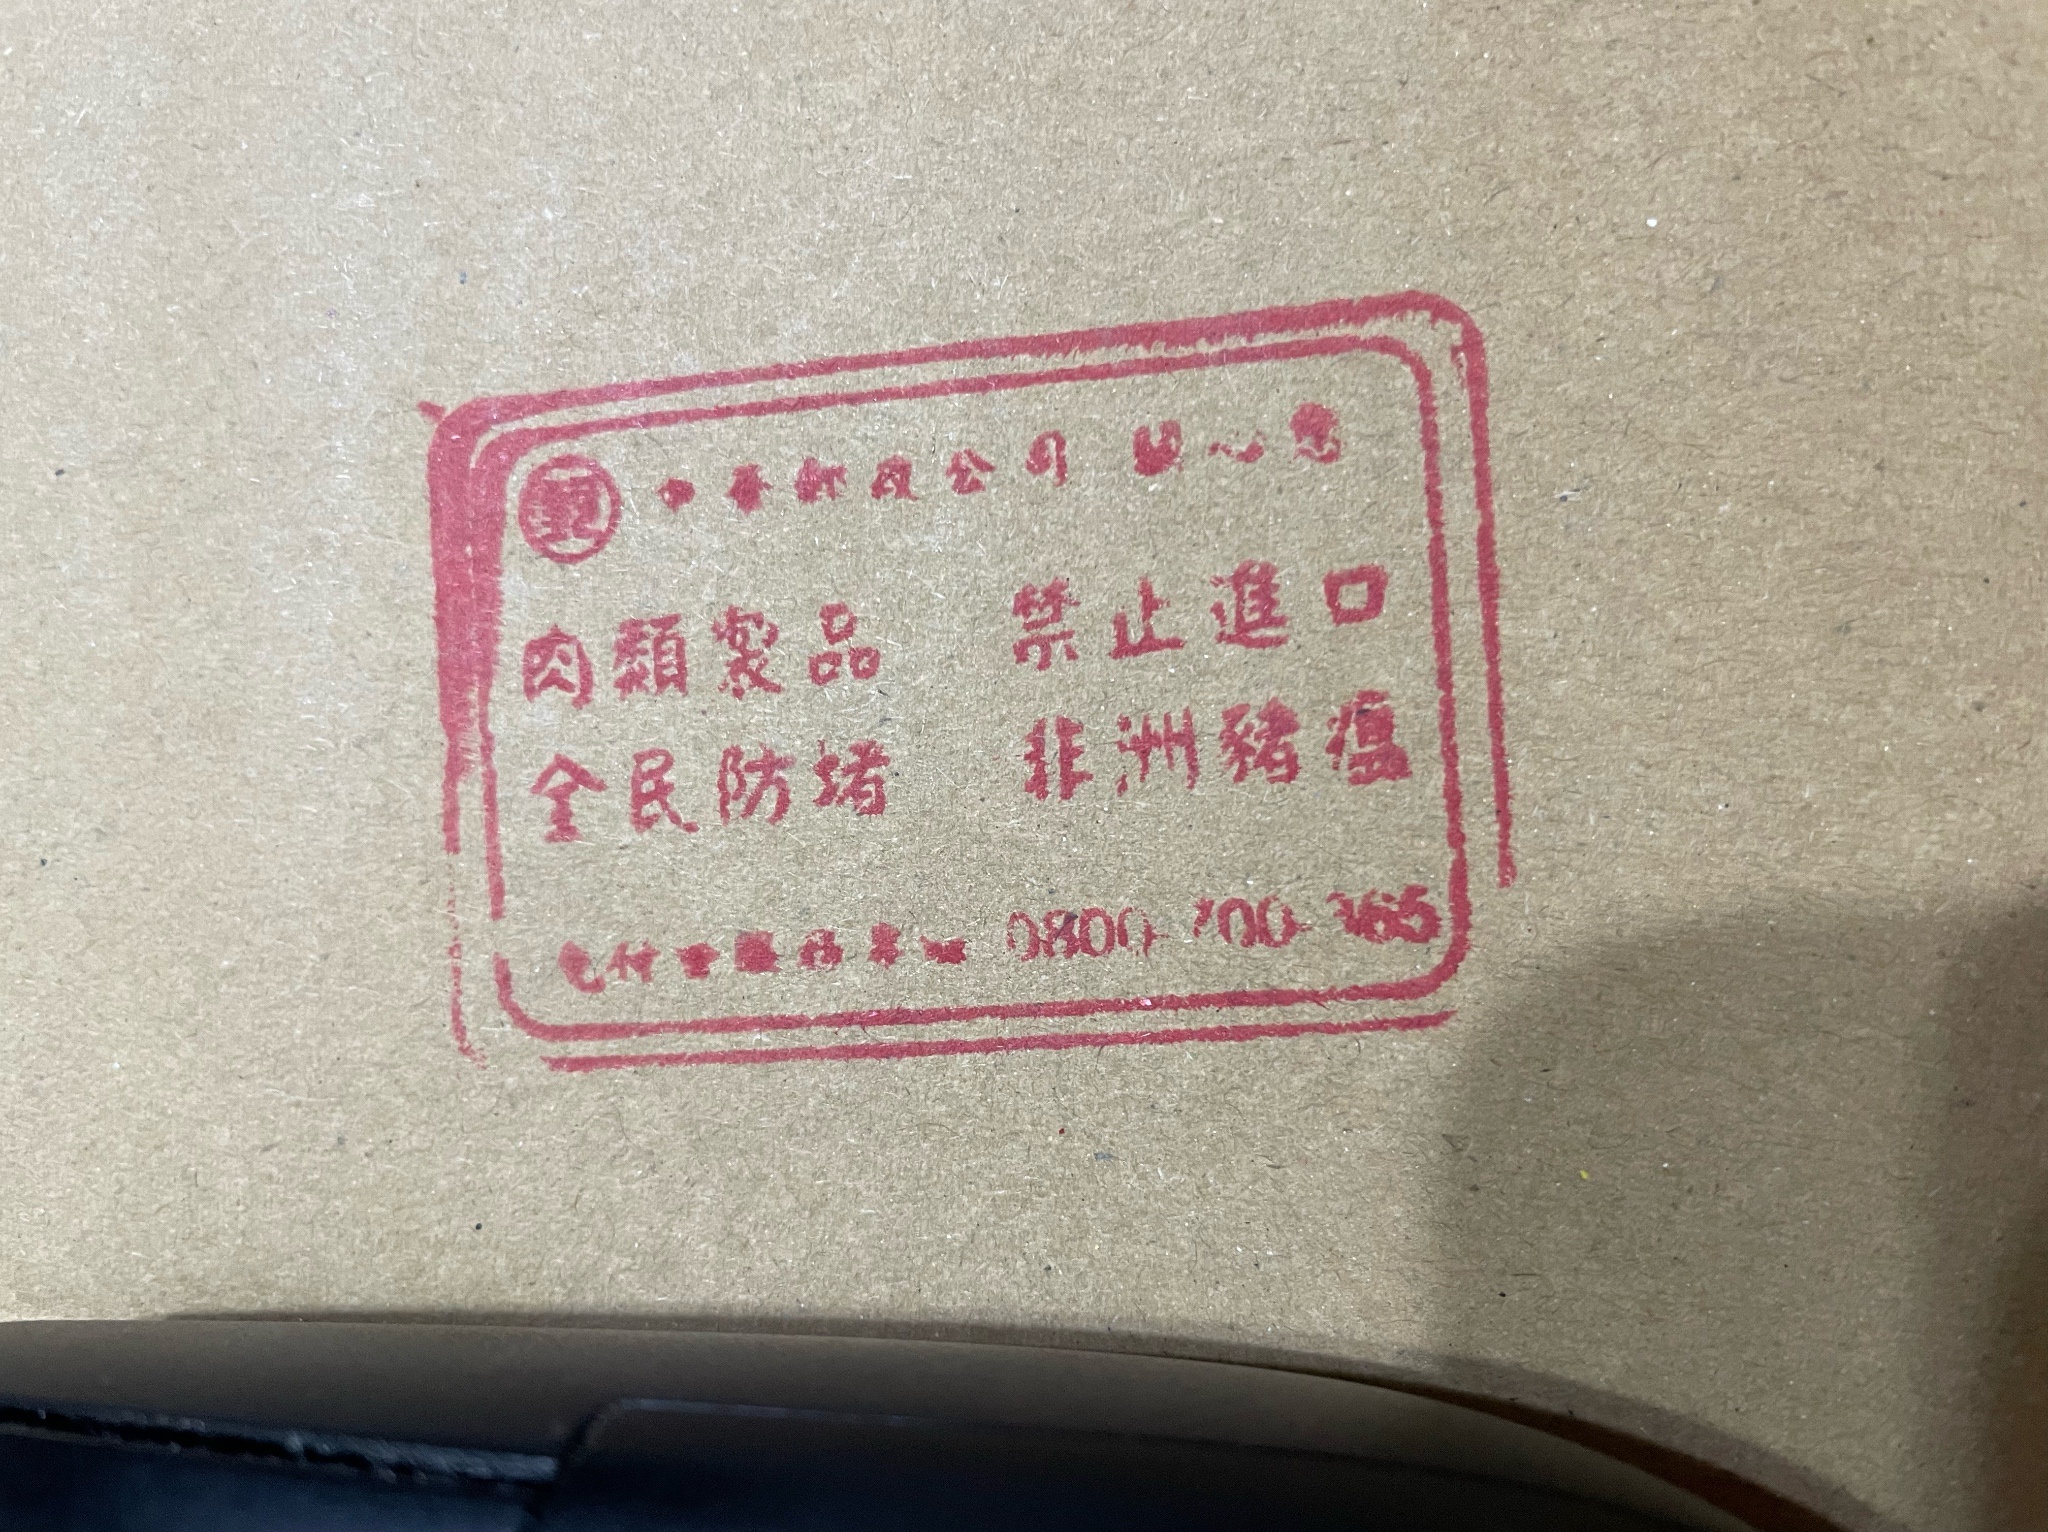 中華郵政公司 關心您
肉類製品 禁止進口
全民防堵 非洲豬瘟
0800-700-365